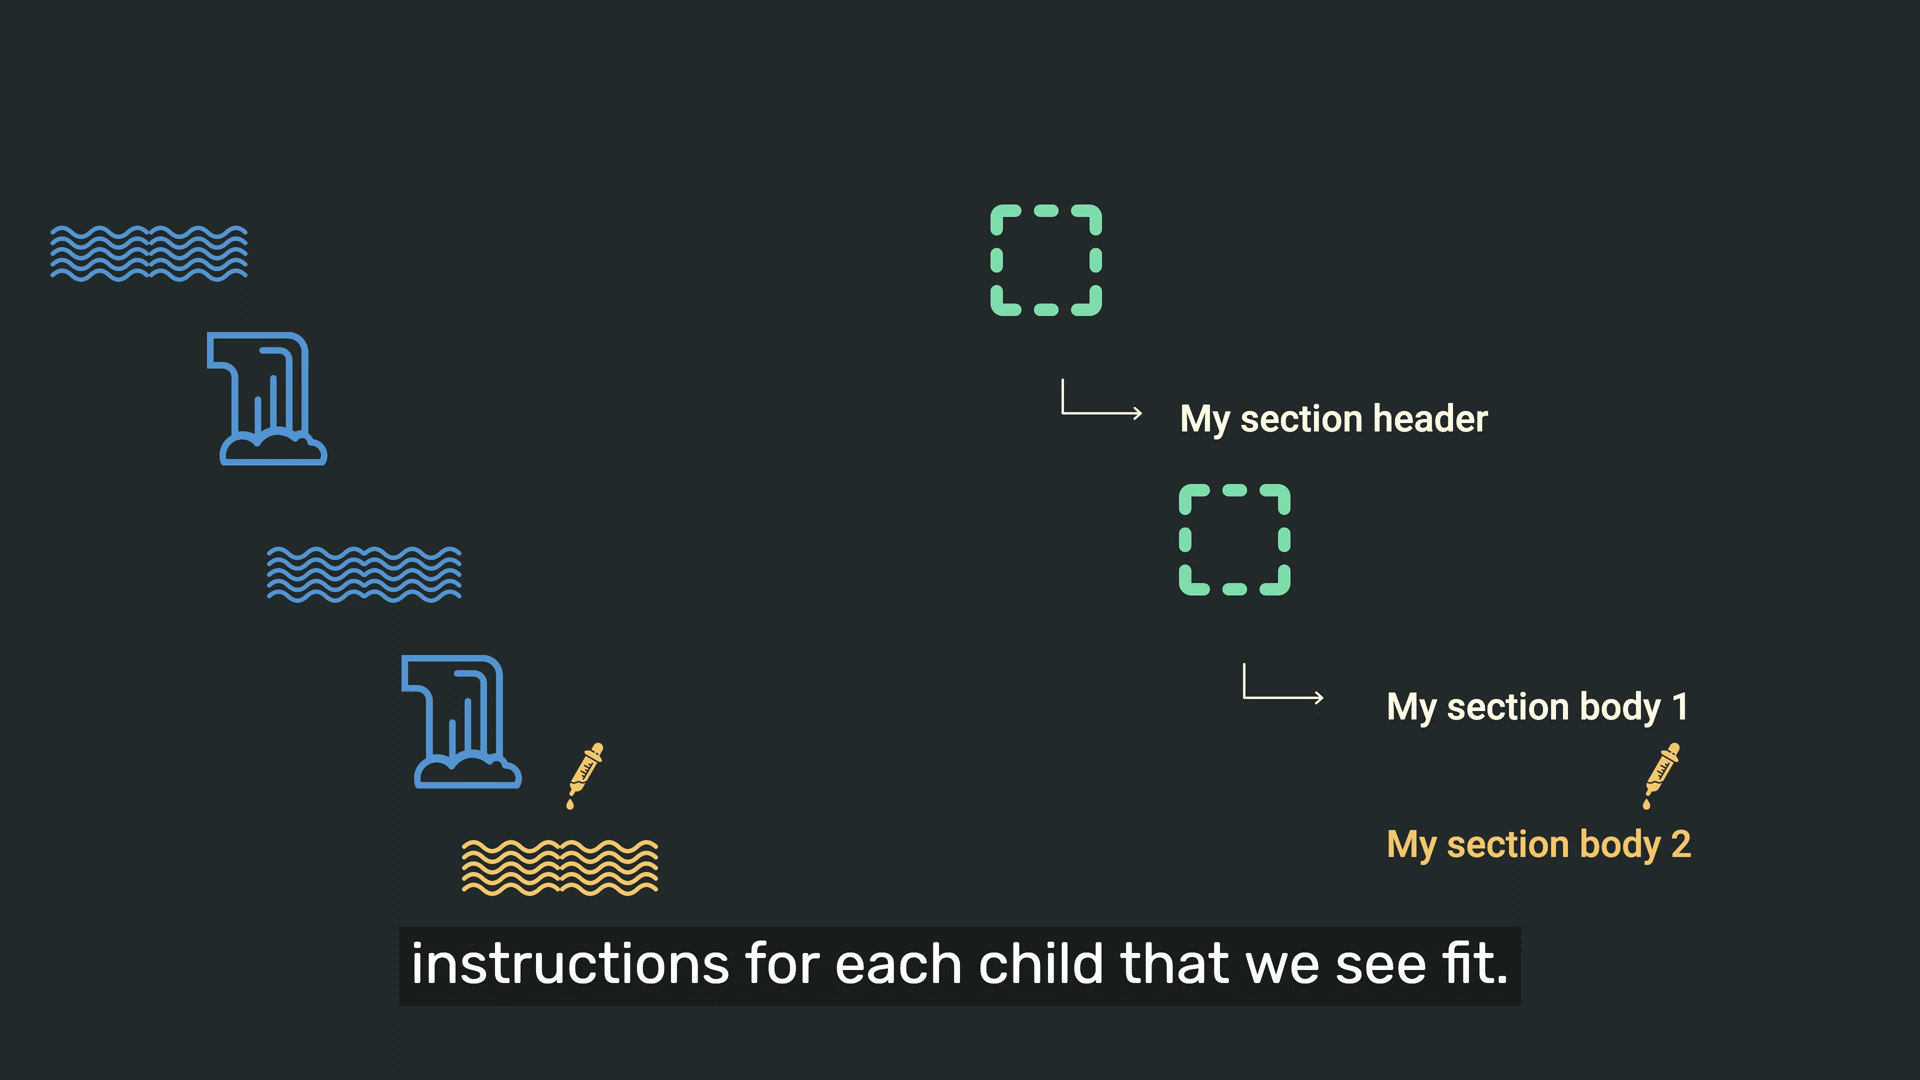 My section header
My section body 1
My section body 2
instructions for each child that we see fit.